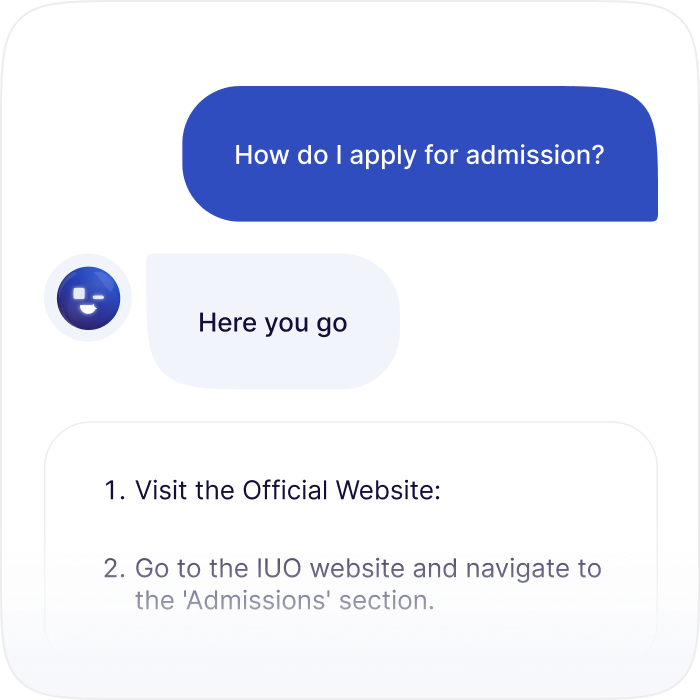 How do I apply for admission?
Here you go
1. Visit the Official Website:
2. Go to the IUO website and navigate to
the 'Admissions' section.